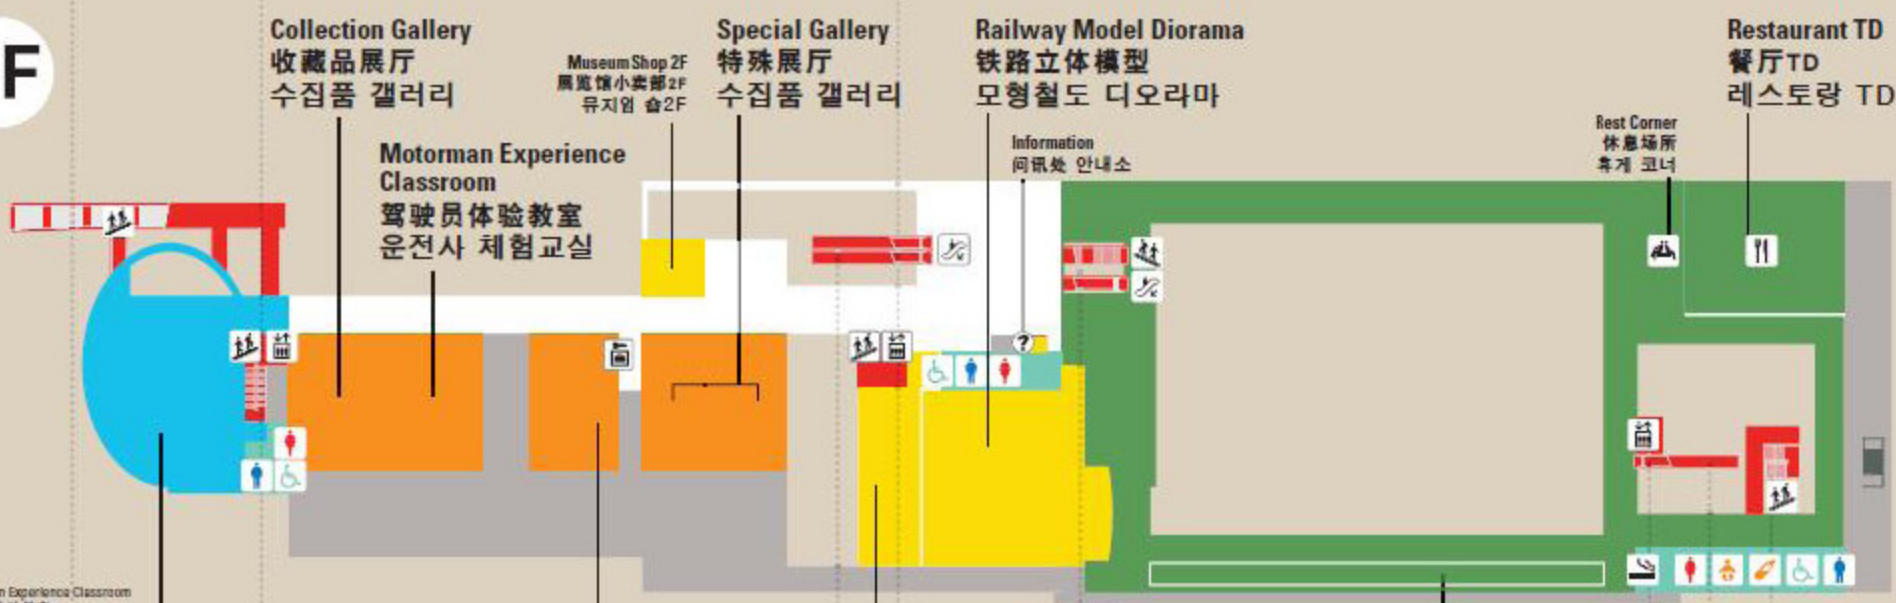 F
Collection Gallery
收藏品展厅
수집품 갤러리
Museum Shop 2F
展览馆小卖部2F
뮤지엄 숍2F
Special Gallery
特殊展厅
수집품 갤러리
Railway Model Diorama
铁路立体模型
모형철도 디오라마
Restaurant TD
餐厅TD
레스토랑 TD
Motorman Experience
Classroom
驾驶员体验教室
운전사 체험교실
Information
问讯处 안내소
Rest Corner
休息场所
휴게 코너
?
n Experience Classroom